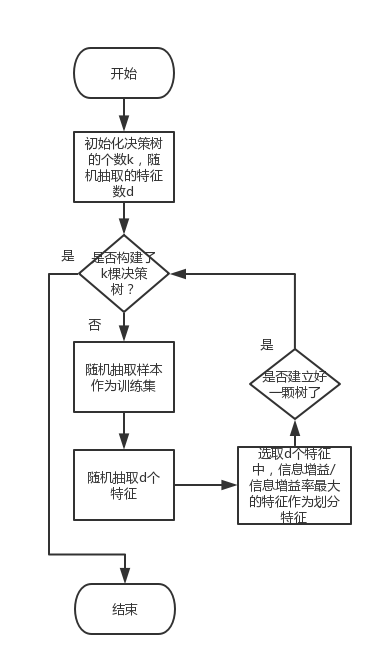 开始
初始化决策树
的个数k，随
机抽取的特征
数d
是
是否构建了
k棵决策
树？
否
随机抽取样本
作为训练集
随机抽取d个
特征
选取d个特征
中，信息增益/
信息增益率最大
的特征作为划分
特征
是
是否建立好
一颗树了
结束